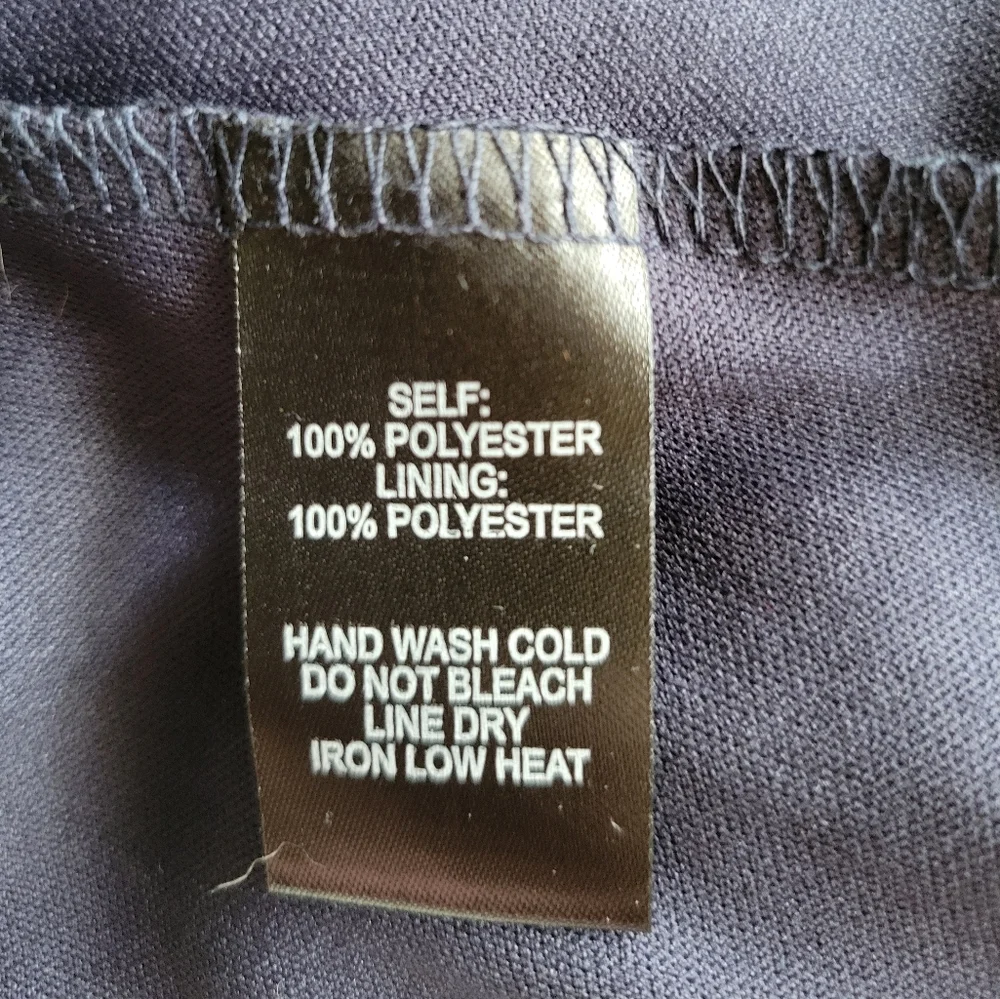 SELF:
100% POLYESTER
LINING:
100% POLYESTER
HAND WASH COLD
DO NOT BLEACH
LINE DRY
IRON LOW HEAT